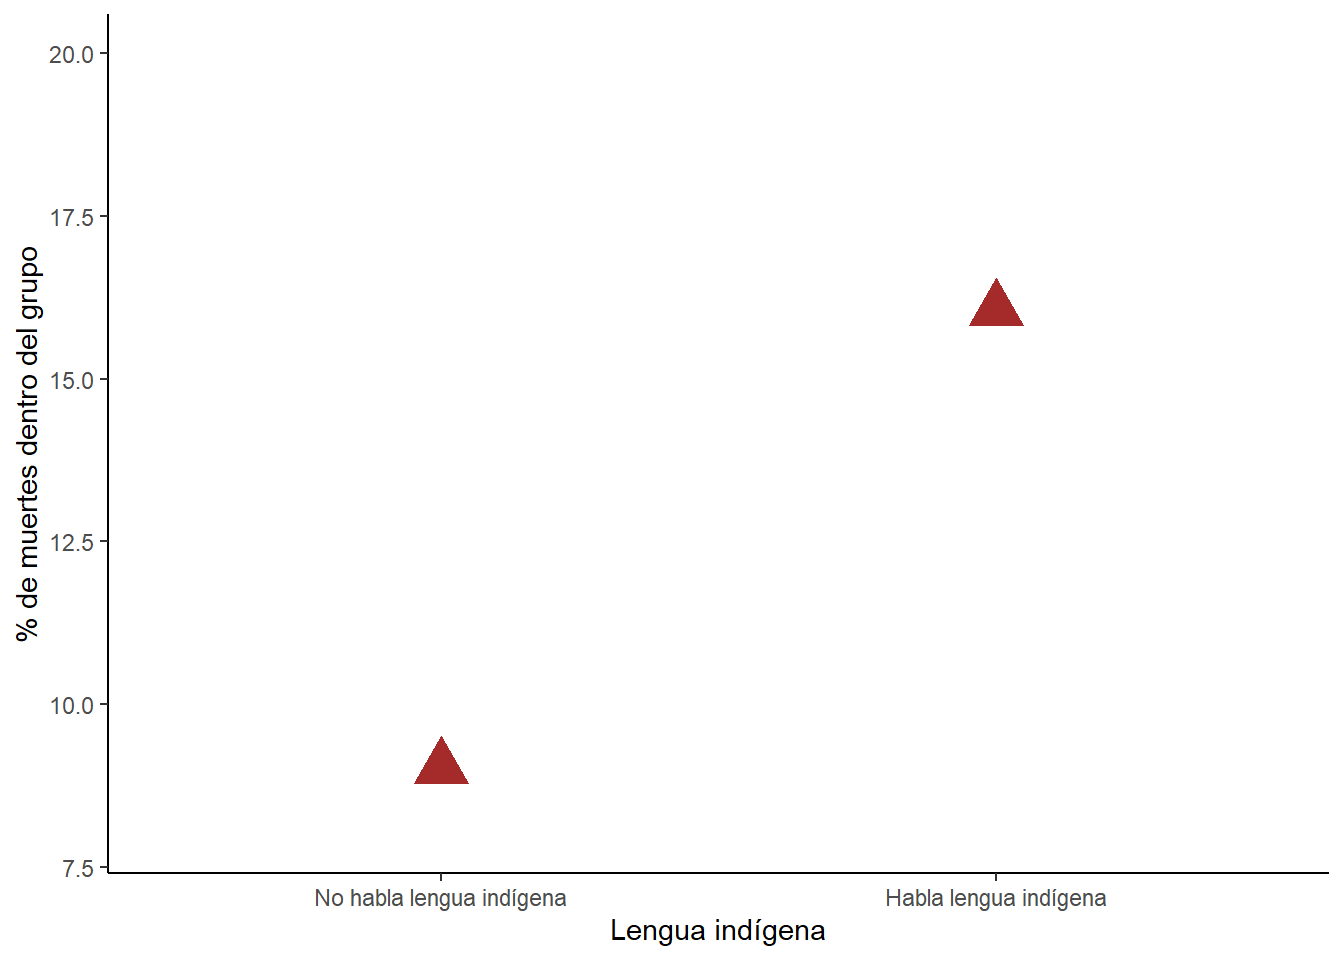 20.0
17.5
15.0
12.5
10.0
7.5
% de muertes dentro del grupo
No habla lengua indígena
Habla lengua indígena
Lengua indígena